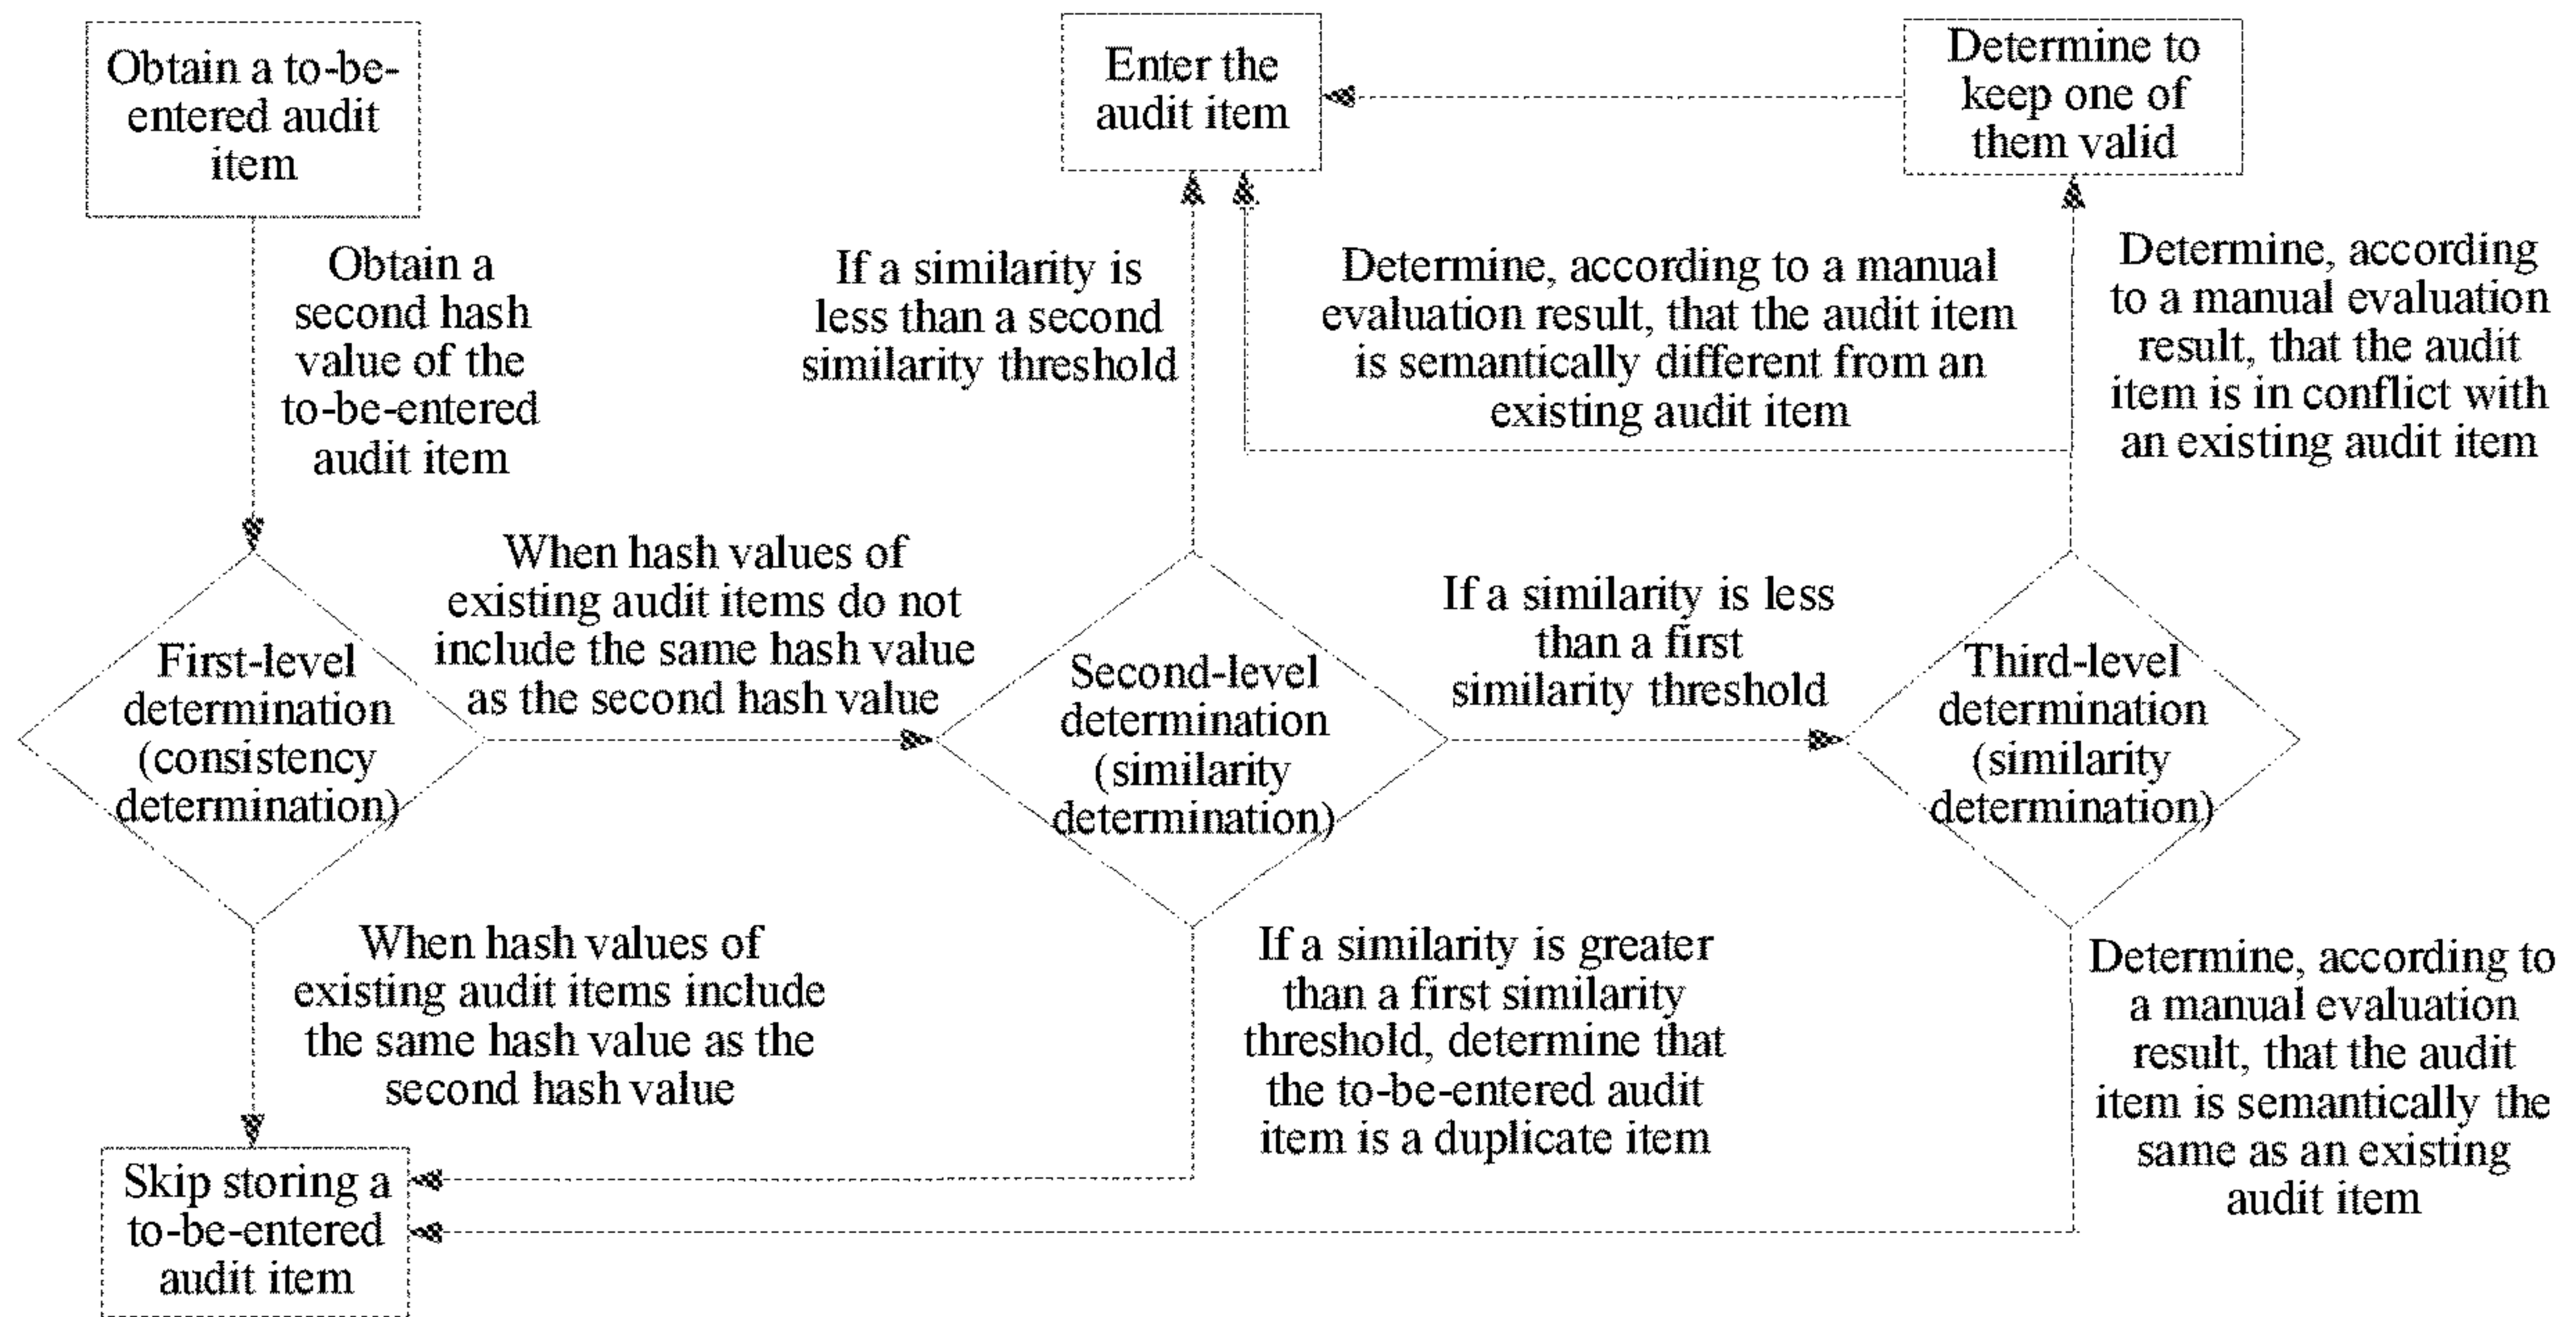 Obtain a to-be-
entered audit
item
Enter the
audit item
Determine to
keep one of
them valid
Obtain a
second hash
value of the
to-be-entered
audit item
If a similarity is
less than a second
similarity threshold
Determine, according to a manual
evaluation result, that the audit item
is semantically different from an
existing audit item
Determine, according
to a manual evaluation
result, that the audit
item is in conflict with
an existing audit item
First-level
determination
(consistency
determination)
When hash values of
existing audit items do not
include the same hash value
as the second hash value
Second-level
determination
(similarity
determination)
If a similarity is less
than a first
similarity threshold
Third-level
determination
(similarity
determination)
When hash values of
existing audit items include
the same hash value as the
second hash value
If a similarity is greater
than a first similarity
threshold, determine that
the to-be-entered audit
item is a duplicate item
Determine, according to
a manual evaluation
result, that the audit
item is semantically the
same as an existing
audit item
Skip storing a
to-be-entered
audit item